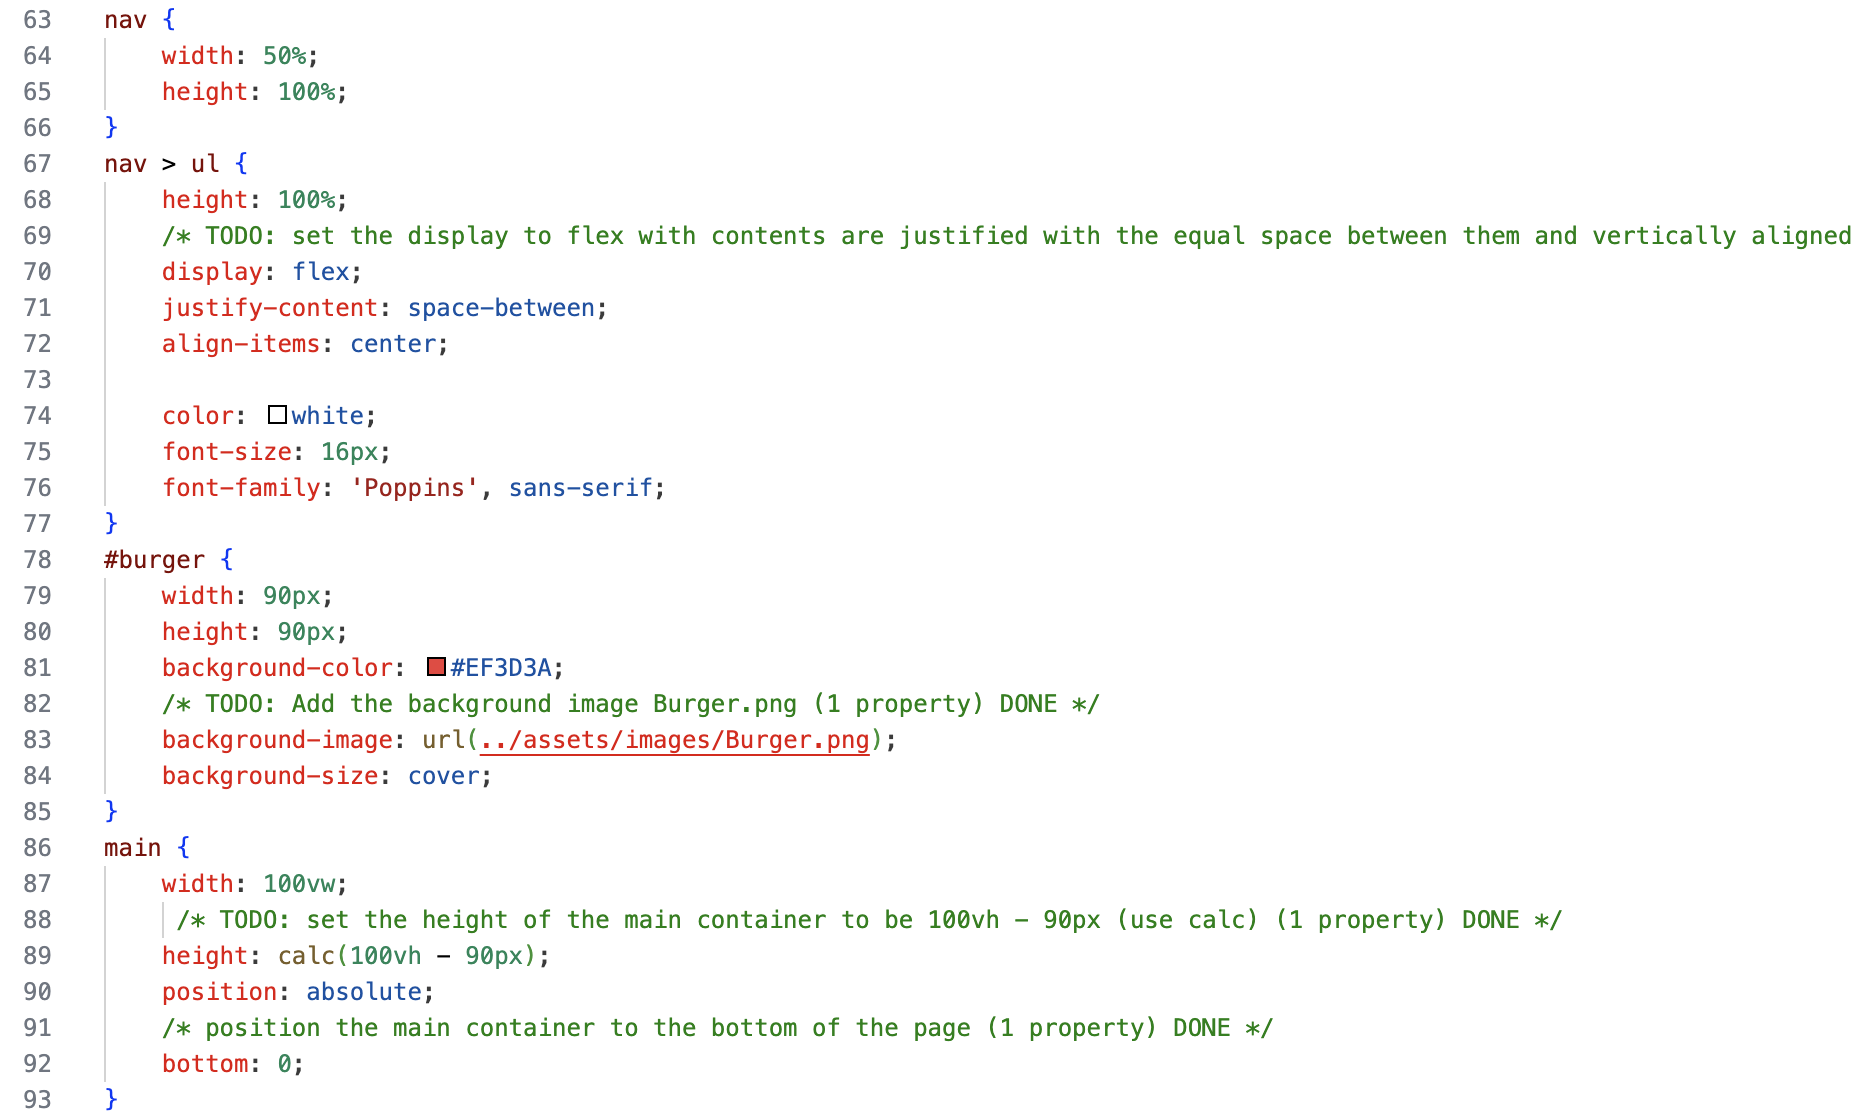 63 nav {
64 width: 50%;
65 height: 100%;
66 }
67 nav > ul {
68 height: 100%;
69 /* TODO: set the display to flex with contents are justified with the equal space between them and vertically aligned
70 display: flex;
71 justify-content: space-between;
72 align-items: center;
73
74 color: white;
75 font-size: 16px;
76 font-family: 'Poppins', sans-serif;
77 }
78 #burger {
79 width: 90px;
80 height: 90px;
81 background-color: #EF3D3A;
82 /* TODO: Add the background image Burger.png (1 property) DONE */
83 background-image: url(../assets/images/Burger.png);
84 background-size: cover;
85 }
86 main {
87 width: 100vw;
88 /* TODO: set the height of the main container to be 100vh - 90px (use calc) (1 property) DONE */
89 height: calc(100vh - 90px);
90 position: absolute;
91 /* position the main container to the bottom of the page (1 property) DONE */
92 bottom: 0;
93 }